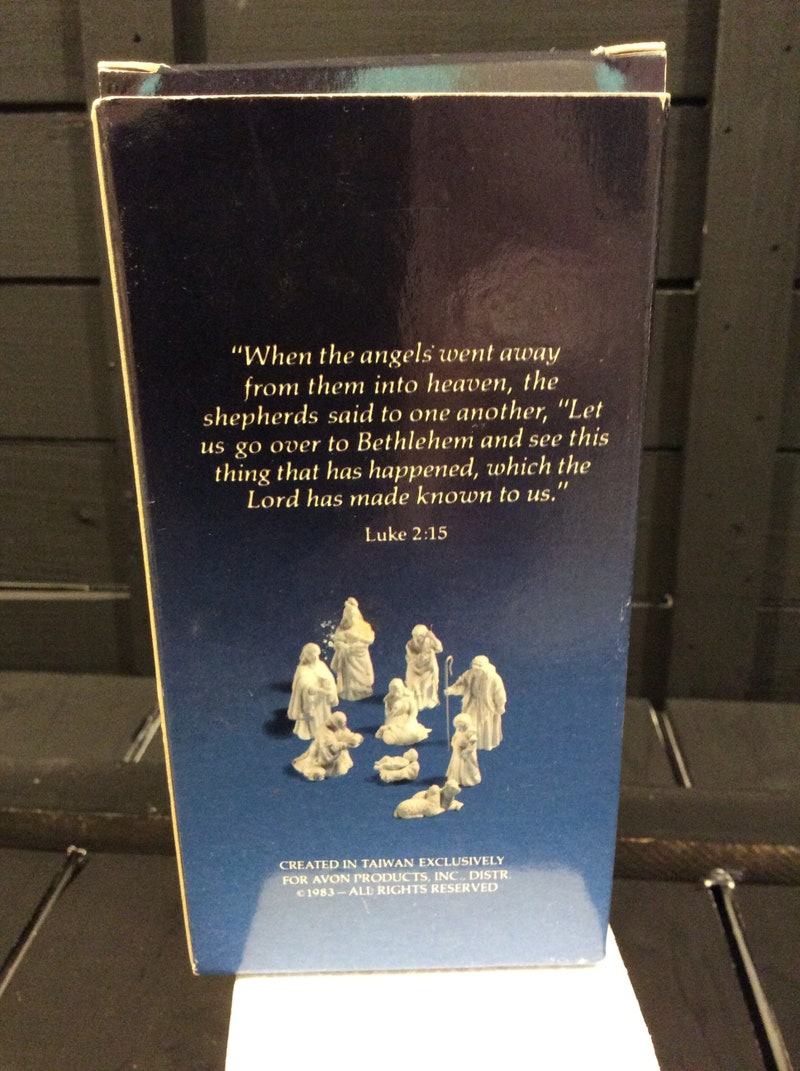 "When the angels went away
from them into heaven, the
shepherds said to one another, "Let
us go over to Bethlehem and see this
thing that has happened, which the
Lord has made known to us."
Luke 2:15
CREATED IN TAIWAN EXCLUSIVELY
FOR AVON PRODUCTS, INC., DISTR.
©1983—ALL RIGHTS RESERVED